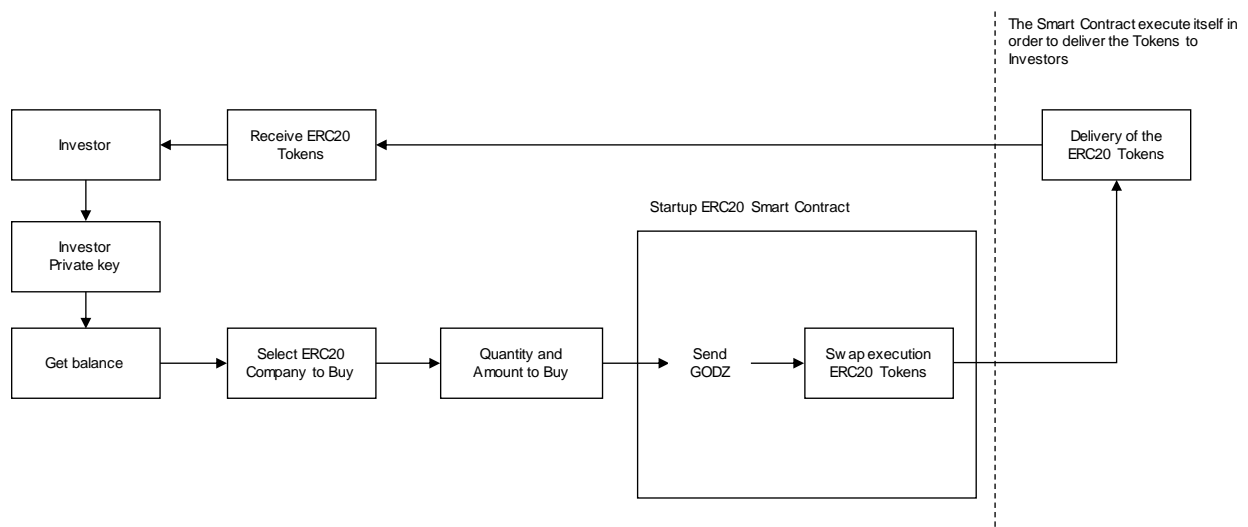 The Smart Contract execute itself in
order to deliver the Tokens to
Investors
Investor
Receive ERC20
Tokens
Delivery of the
ERC20 Tokens
Startup ERC20 Smart Contract
Investor
Private key
Get balance
Select ERC20
Company to Buy
Quantity and
Amount to Buy
Send
GODZ
Swap execution
ERC20 Tokens